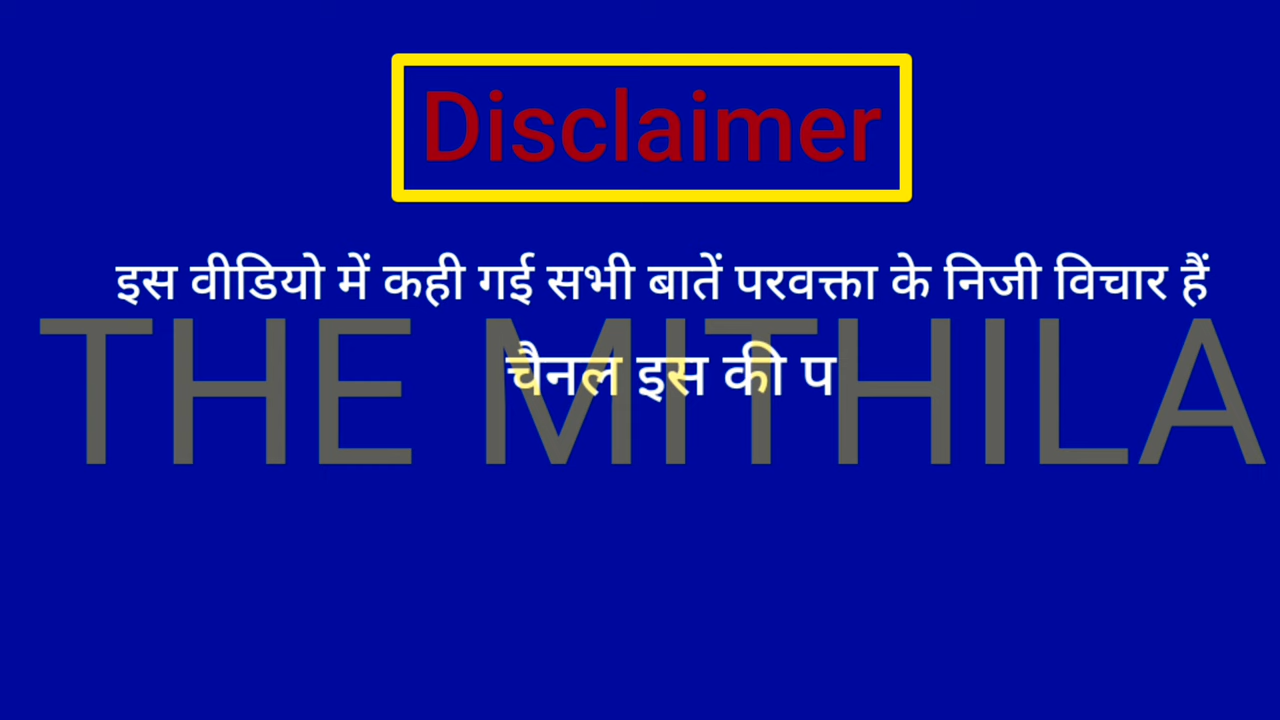 Disclaimer
इस वीडियो में कही गई सभी बातें परवक्ता के निजी विचार हैं
चैनल इस की प
THE MITHILA